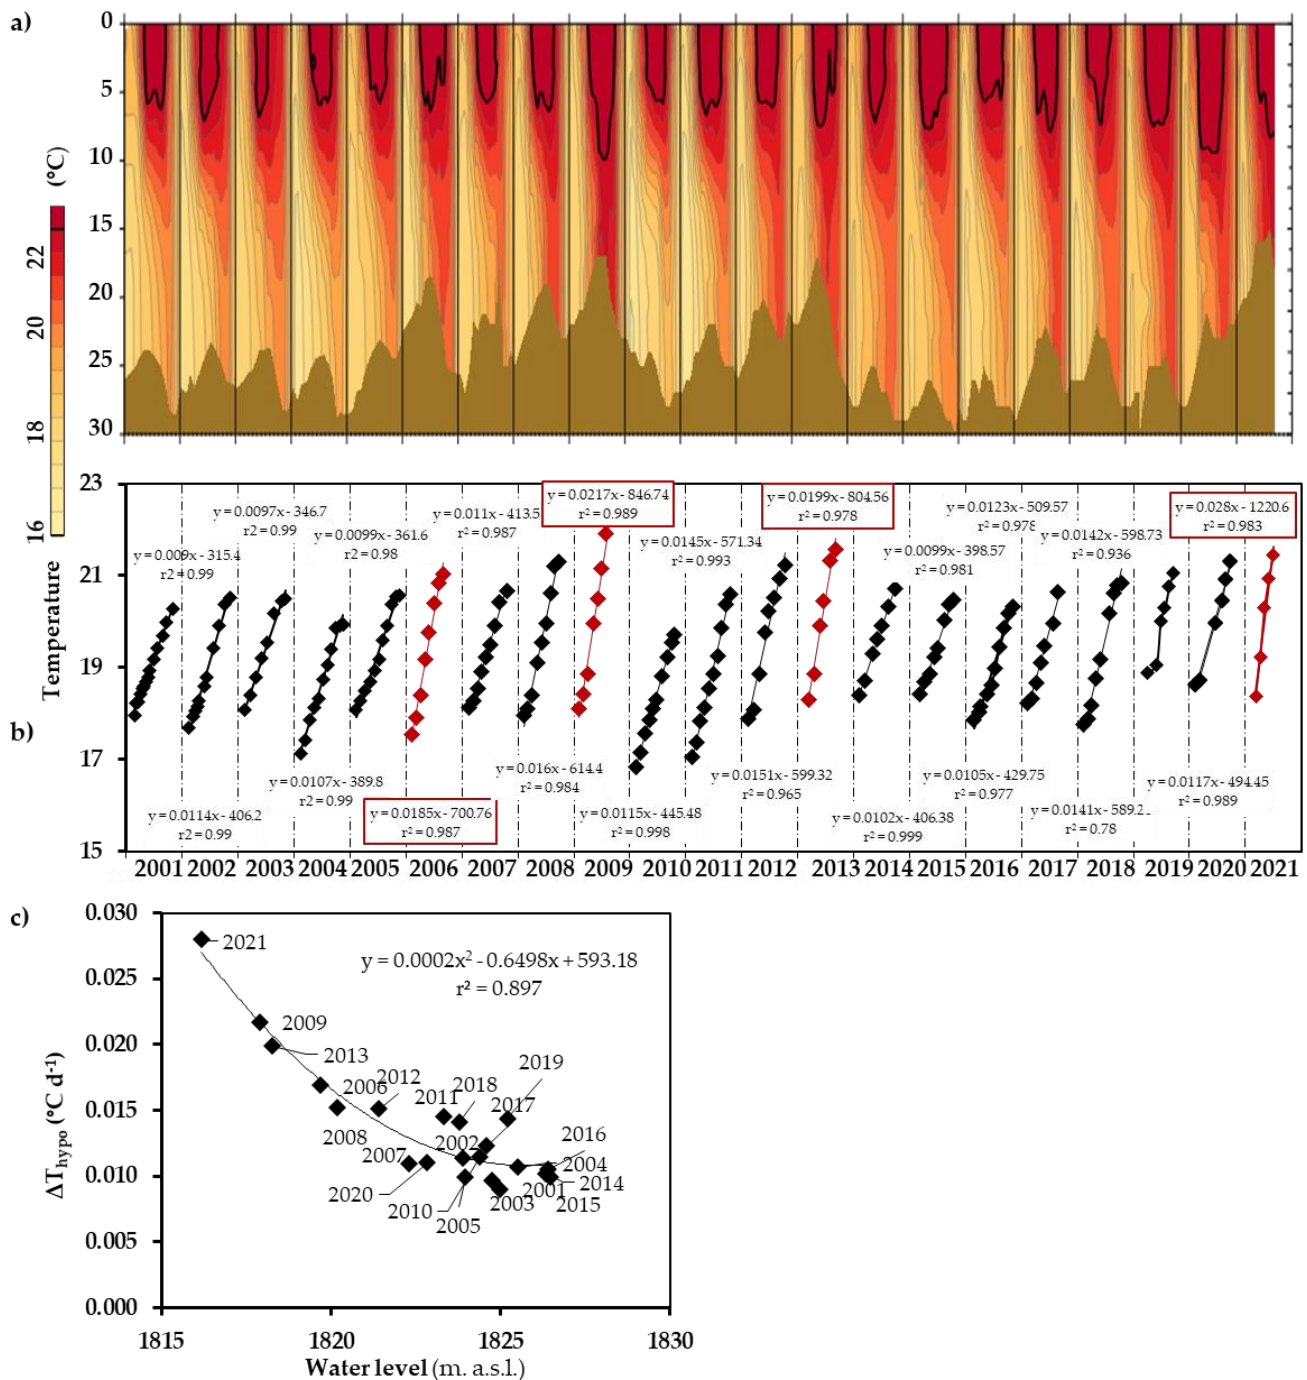 a)
0
5
10
15
20
25
30
(°C)
22
20
18
16
Temperature
b)
23
21
19
17
15
y = 0.009x - 315.4
r2 = 0.99
y = 0.0114x - 406.2
r2 = 0.99
y = 0.0097x - 346.7
r2 = 0.99
y = 0.0107x - 389.8
r2 = 0.99
y = 0.0099x - 361.6
r2 = 0.98
y = 0.0185x - 700.76
r² = 0.987
y = 0.011x - 413.5
r² = 0.987
y = 0.016x - 614.4
r² = 0.984
y = 0.0217x - 846.74
r² = 0.989
y = 0.0115x - 445.48
r² = 0.998
y = 0.0145x - 571.34
r² = 0.993
y = 0.0151x - 599.32
r² = 0.965
y = 0.0199x - 804.56
r² = 0.978
y = 0.0102x - 406.38
r² = 0.999
y = 0.0099x - 398.57
r² = 0.981
y = 0.0105x - 429.75
r² = 0.977
y = 0.0123x - 509.57
r² = 0.978
y = 0.0141x - 589.2
r² = 0.78
y = 0.0142x - 598.73
r² = 0.936
y = 0.0117x - 494.45
r² = 0.989
y = 0.028x - 1220.6
r² = 0.983
2001 2002 2003 2004 2005 2006 2007 2008 2009 2010 2011 2012 2013 2014 2015 2016 2017 2018 2019 2020 2021
c)
0.030
0.025
0.020
0.015
0.010
0.005
0.000
ΔThypo (°C d-1)
y = 0.0002x² - 0.6498x + 593.18
r² = 0.897
2021
2009
2013
2006
2012
2011
2018
2019
2017
2008
2007
2002
2016
2004
2020
2010
2005
2003
2001
2014
2015
1815
1820
1825
1830
Water level (m. a.s.l.)